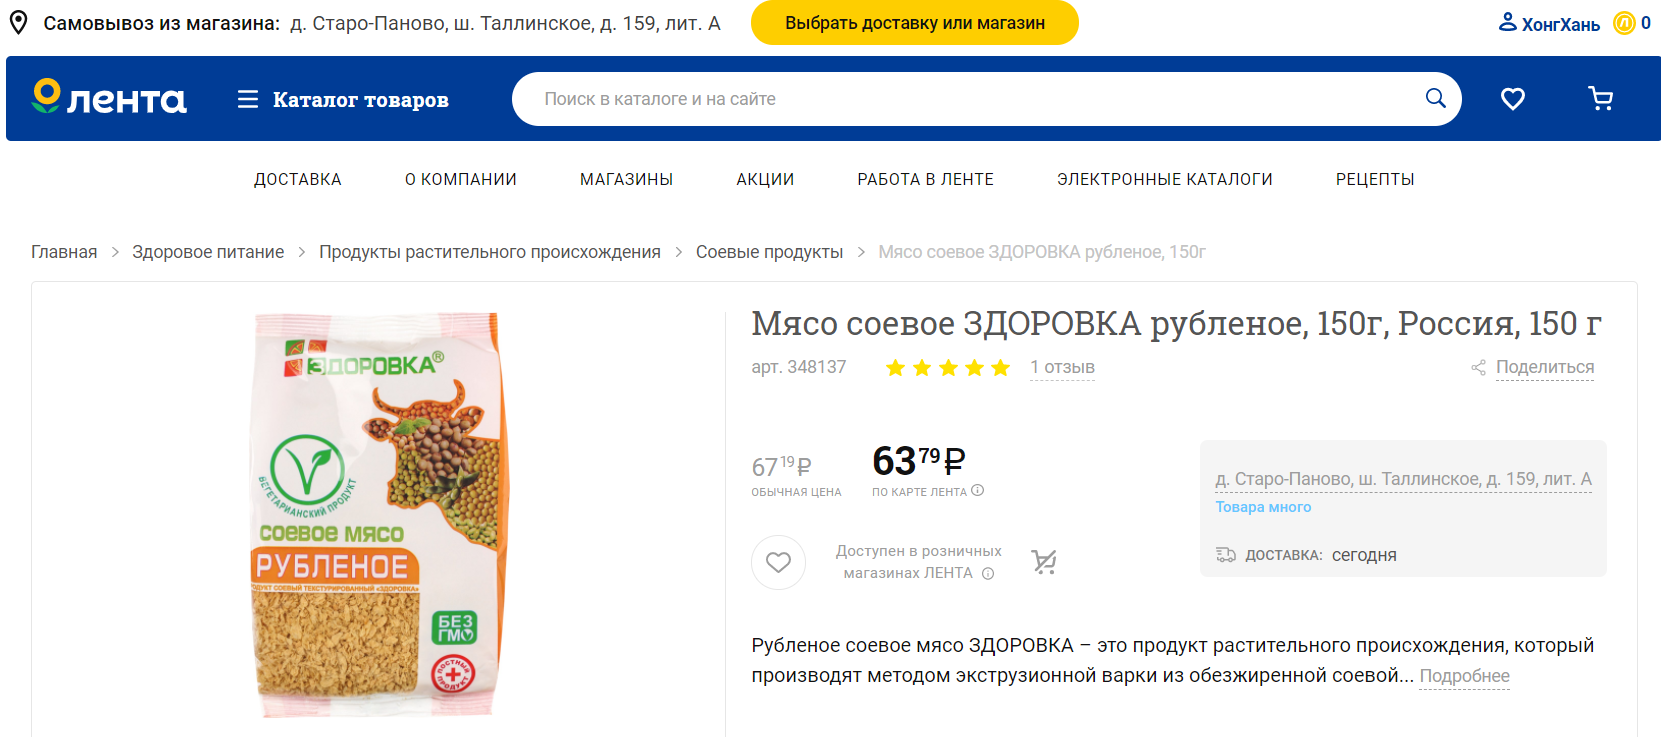 Самовывоз из магазина: д. Старо-Паново, ш. Таллинское, д. 159, лит. А
Выбрать доставку или магазин
ХонгХань
Л 0
лента
Каталог товаров
Поиск в каталоге и на сайте
ДОСТАВКА О КОМПАНИИ МАГАЗИНЫ АКЦИИ РАБОТА В ЛЕНТЕ ЭЛЕКТРОННЫЕ КАТАЛОГИ РЕЦЕПТЫ
Главная > Здоровое питание > Продукты растительного происхождения > Соевые продукты > Мясо соевое ЗДОРОВКА рубленое, 150г
ЗДОРОВКА®
ВЕГЕТАРИАНСКИЙ ПРОДУКТ
СОЕВОЕ МЯСО
РУБЛЕНОЕ
ПРОДУКТ СОЕВЫЙ ТЕКСТУРИРОВАННЫЙ «ЗДОРОВКА»
БЕЗ
ГМО
ПОСТНЫЙ
ПРОДУКТ
Мясо соевое ЗДОРОВКА рубленое, 150г, Россия, 150 г
арт. 348137
1 отзыв
Поделиться
67 19 ₽
ОБЫЧНАЯ ЦЕНА
63 79 ₽
ПО КАРТЕ ЛЕНТА
Доступен в розничных
магазинах ЛЕНТА
д. Старо-Паново, ш. Таллинское, д. 159, лит. А
Товара много
ДОСТАВКА: сегодня
Рубленое соевое мясо ЗДОРОВКА – это продукт растительного происхождения, который
производят методом экструзионной варки из обезжиренной соевой... Подробнее